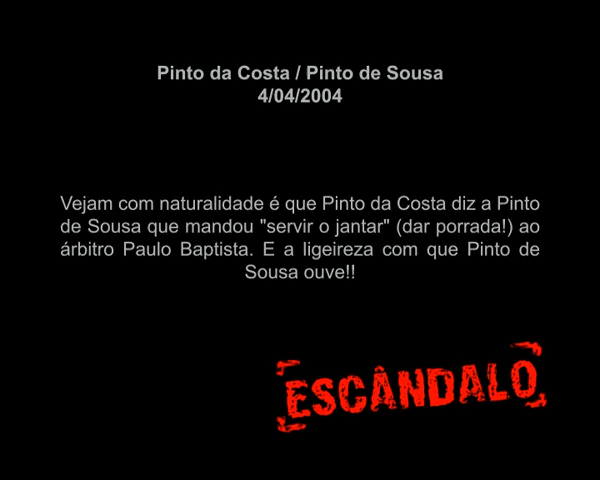 Pinto da Costa / Pinto de Sousa
4/04/2004
Vejam com naturalidade é que Pinto da Costa diz a Pinto
de Sousa que mandou "servir o jantar" (dar porrada!) ao
árbitro Paulo Baptista. E a ligeireza com que Pinto de
Sousa ouve!!
ESCÂNDALO